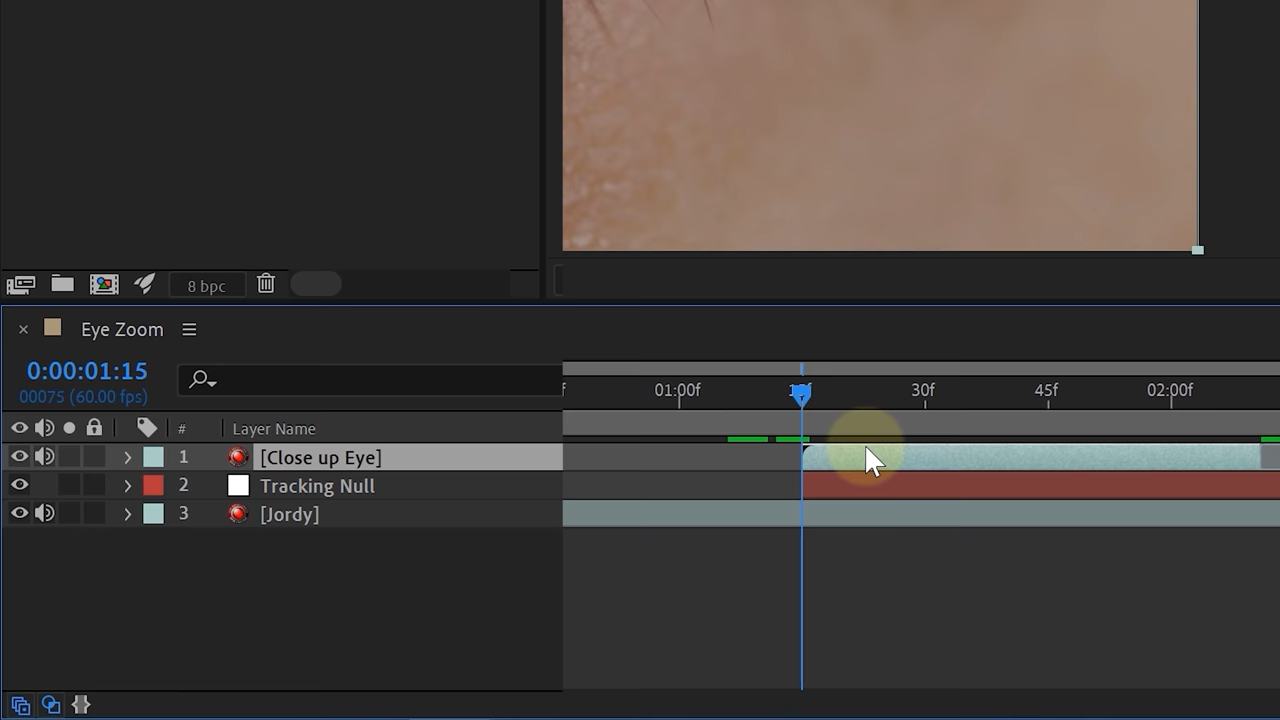 8 bpc
Eye Zoom
0:00:01:15
00075 (60.00 fps)
01:00f
30f
45f
02:00f
# Layer Name
1 [Close up Eye]
2 Tracking Null
3 [Jordy]